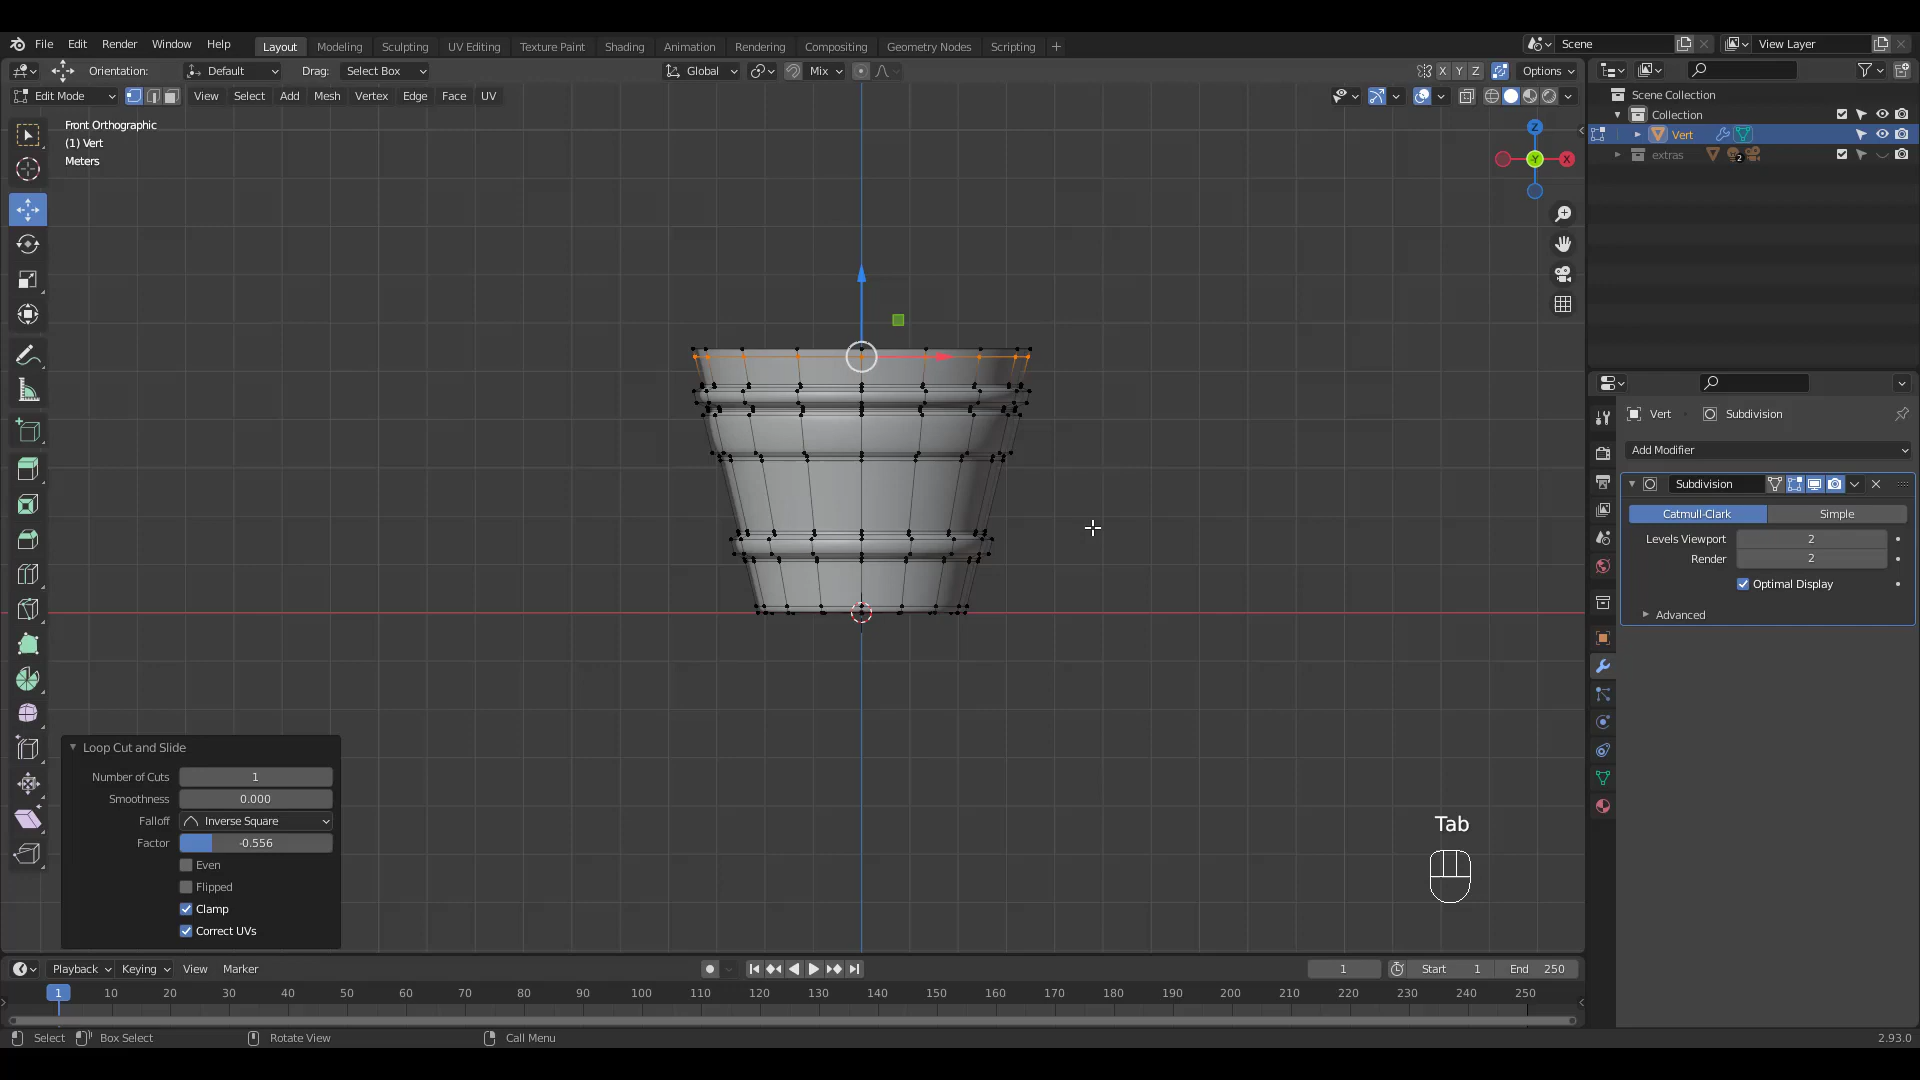 File Edit Render Window Help Layout Modeling Sculpting UV Editing Texture Paint Shading Animation Rendering Compositing Geometry Nodes Scripting + Scene View Layer
Orientation: Default Drag: Select Box Global Mix X Y Z Options
Edit Mode View Select Add Mesh Vertex Edge Face UV
Front Orthographic
(1) Vert
Meters
Z
Y
X
Scene Collection
Collection
Vert
extras 2
Vert Subdivision
Add Modifier
Subdivision
Catmull-Clark Simple
Levels Viewport 2
Render 2
Optimal Display
Advanced
Loop Cut and Slide
Number of Cuts 1
Smoothness 0.000
Falloff Inverse Square
Factor -0.556
Even
Flipped
Clamp
Correct UVs
Tab
Playback Keying View Marker 1 Start 1 End 250
1 10 20 30 40 50 60 70 80 90 100 110 120 130 140 150 160 170 180 190 200 210 220 230 240 250
Select Box Select Rotate View Call Menu 2.93.0